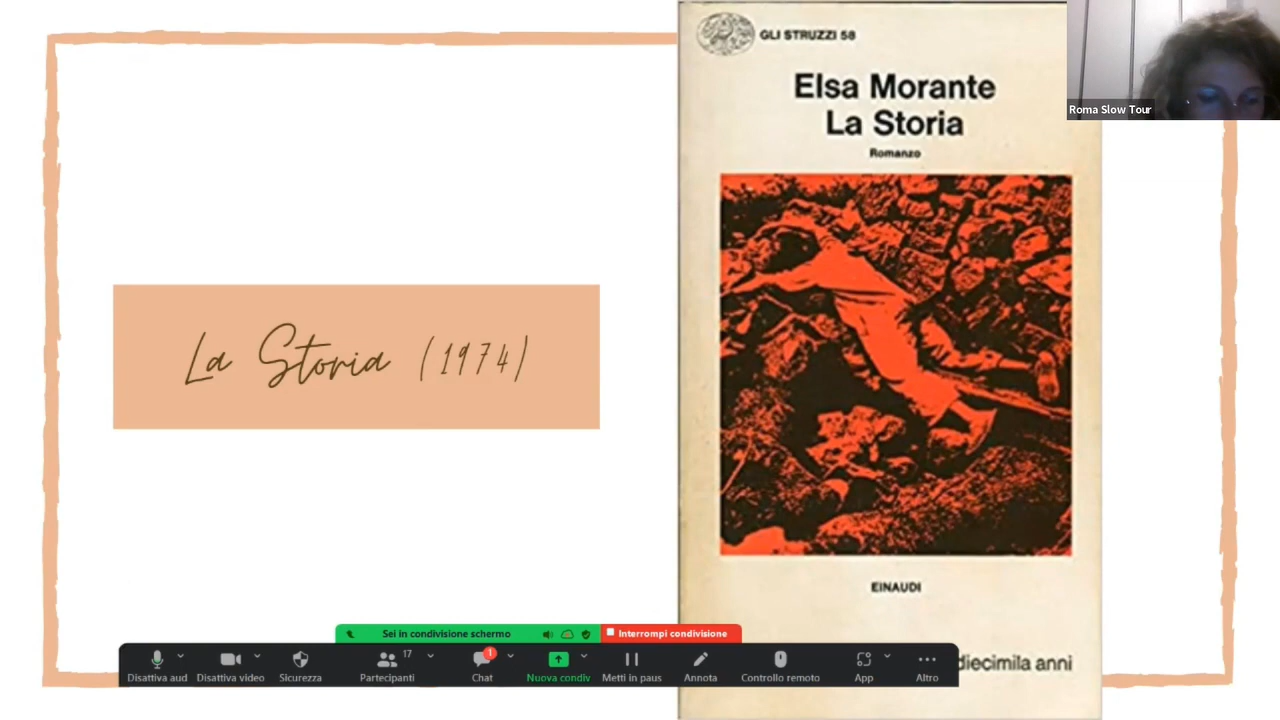 GLI STRUZZI 58
Elsa Morante
La Storia
Romanzo
Roma Slow Tour
La Storia (1974)
EINAUDI
Sei in condivisione schermo
Interrompi condivisione
diecimila anni
17
1
Disattiva aud
Disattiva video
Sicurezza
Partecipanti
Chat
Nuova condiv
Metti in paus
Annota
Controllo remoto
App
Altro